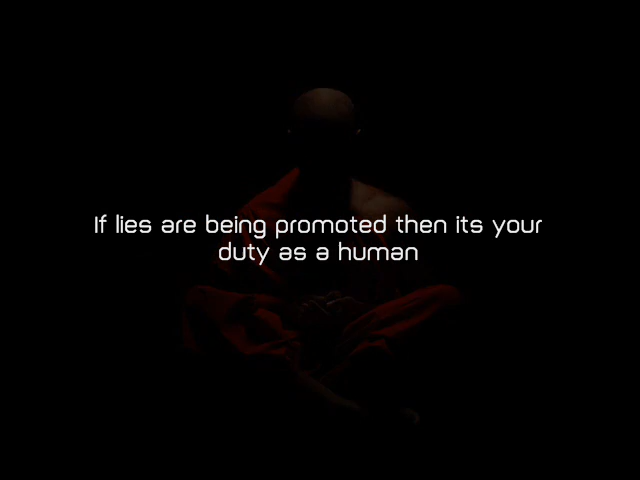 If lies are being promoted then its your
duty as a human